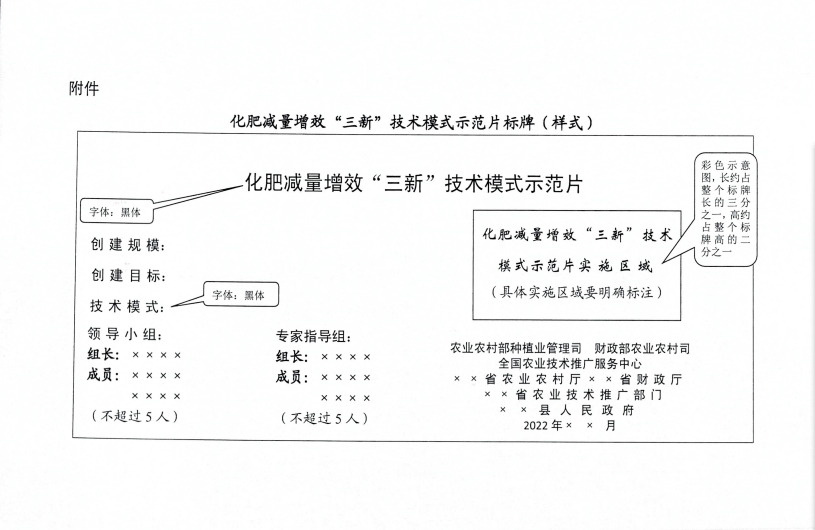 附件
化肥减量增效“三新”技术模式示范片标牌（样式）
化肥减量增效“三新”技术模式示范片
字体：黑体
创建规模：
创建目标：
技术模式：
字体：黑体
领导小组：
组长：××××
成员：××××
××××
（不超过5人）
专家指导组：
组长：××××
成员：××××
××××
（不超过5人）
彩色示意
图，长约占
整个标牌
长的三分
之一，高约
占整个标
牌高的二
分之一
化肥减量增效“三新”技术
模式示范片实施区域
（具体实施区域要明确标注）
农业农村部种植业管理司 财政部农业农村司
全国农业技术推广服务中心
××省农业农村厅××省财政厅
××省农业技术推广部门
××县人民政府
2022年××月